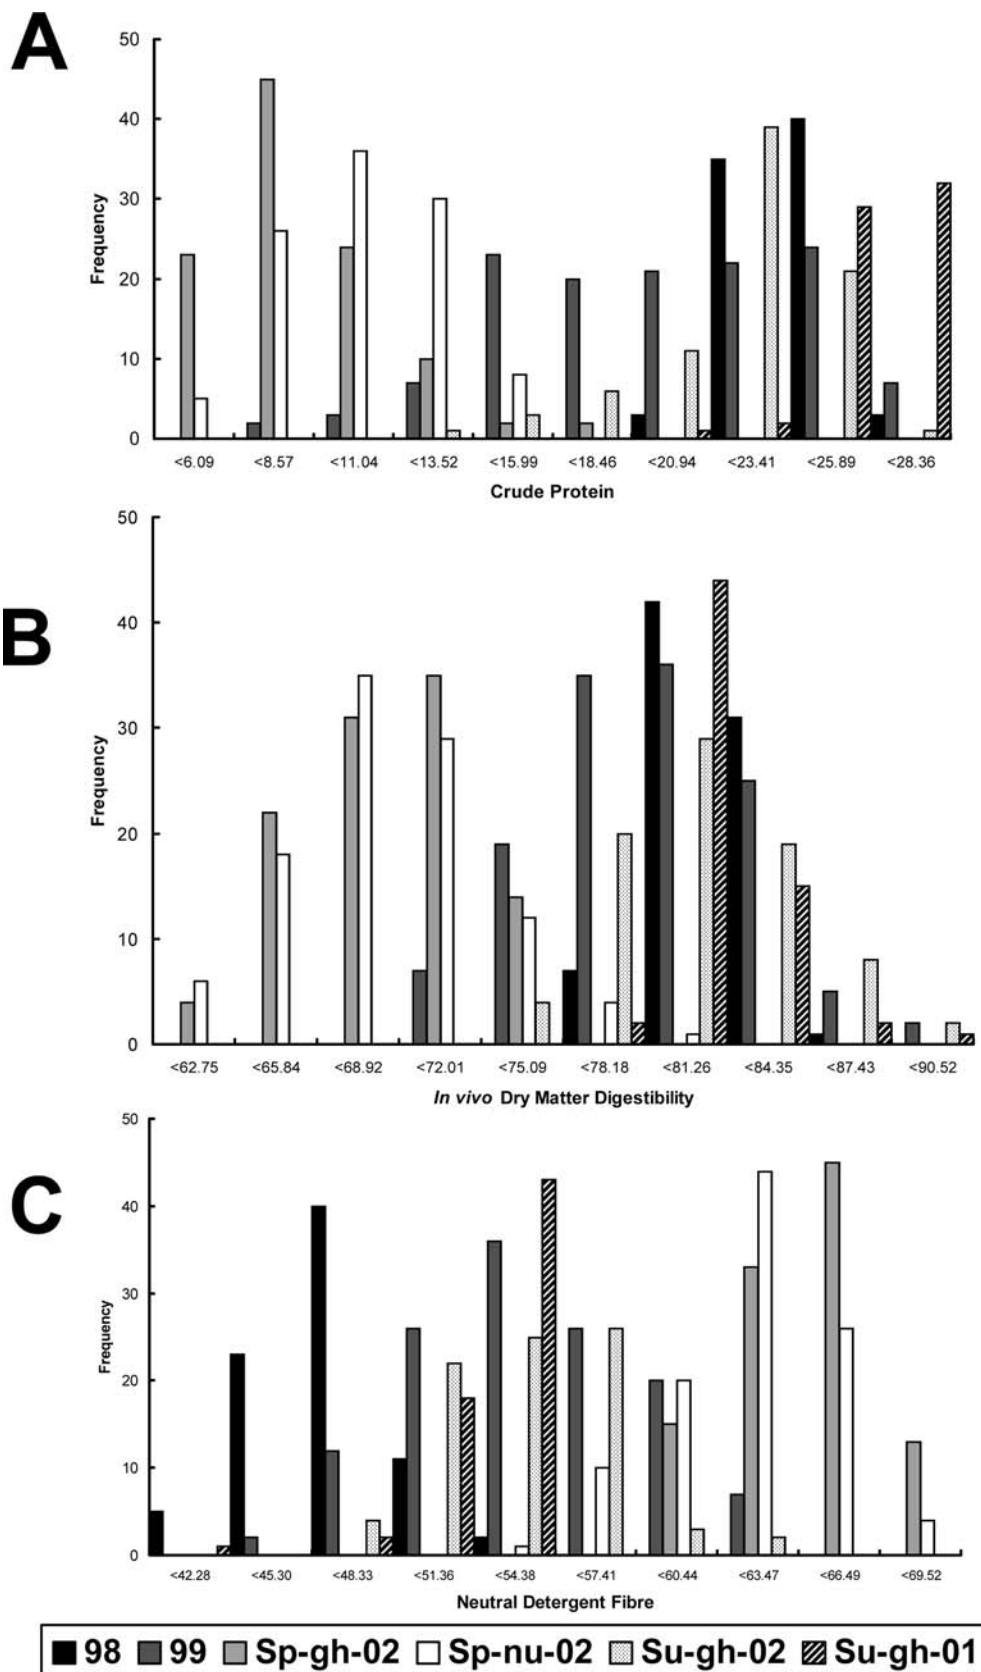 A
50
40
30
20
10
0
Frequency
<6.09 <8.57 <11.04 <13.52 <15.99 <18.46 <20.94 <23.41 <25.89 <28.36
Crude Protein
B
50
40
30
20
10
0
Frequency
<62.75 <65.84 <68.92 <72.01 <75.09 <78.18 <81.26 <84.35 <87.43 <90.52
In vivo Dry Matter Digestibility
C
50
40
30
20
10
0
Frequency
<42.28 <45.30 <48.33 <51.36 <54.38 <57.41 <60.44 <63.47 <66.49 <69.52
Neutral Detergent Fibre
98 99 Sp-gh-02 Sp-nu-02 Su-gh-02 Su-gh-01